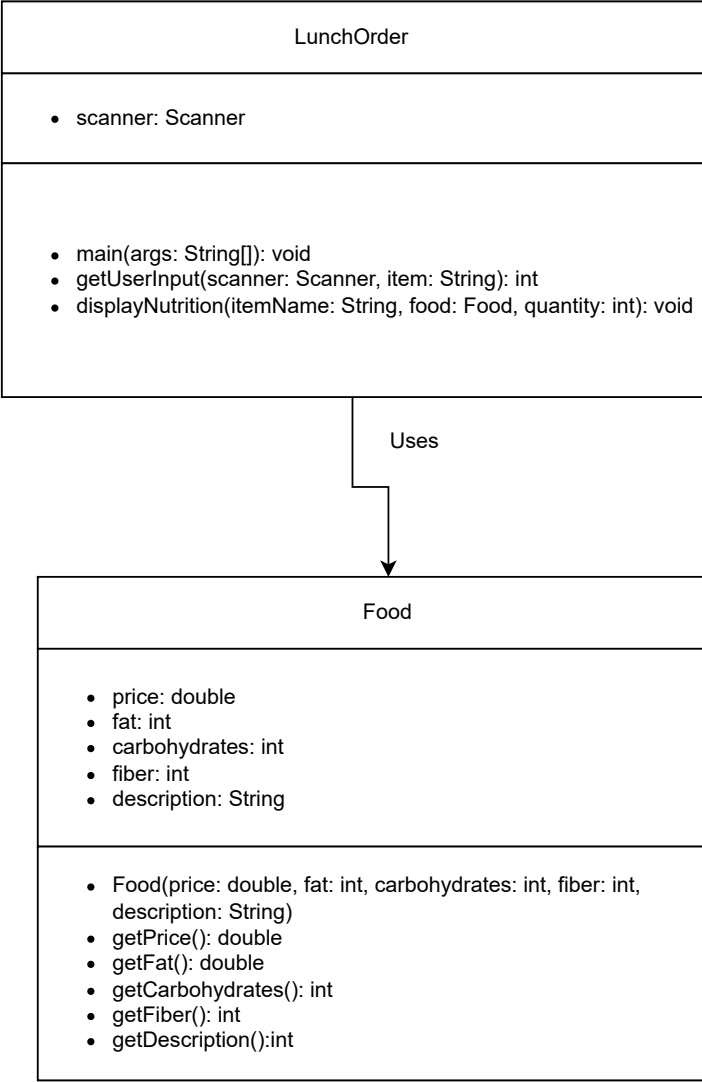 LunchOrder
• scanner: Scanner
• main(args: String[]): void
• getUserInput(scanner: Scanner, item: String): int
• displayNutrition(itemName: String, food: Food, quantity: int): void
Uses
Food
• price: double
• fat: int
• carbohydrates: int
• fiber: int
• description: String
• Food(price: double, fat: int, carbohydrates: int, fiber: int,
description: String)
• getPrice(): double
• getFat(): double
• getCarbohydrates(): int
• getFiber(): int
• getDescription():int